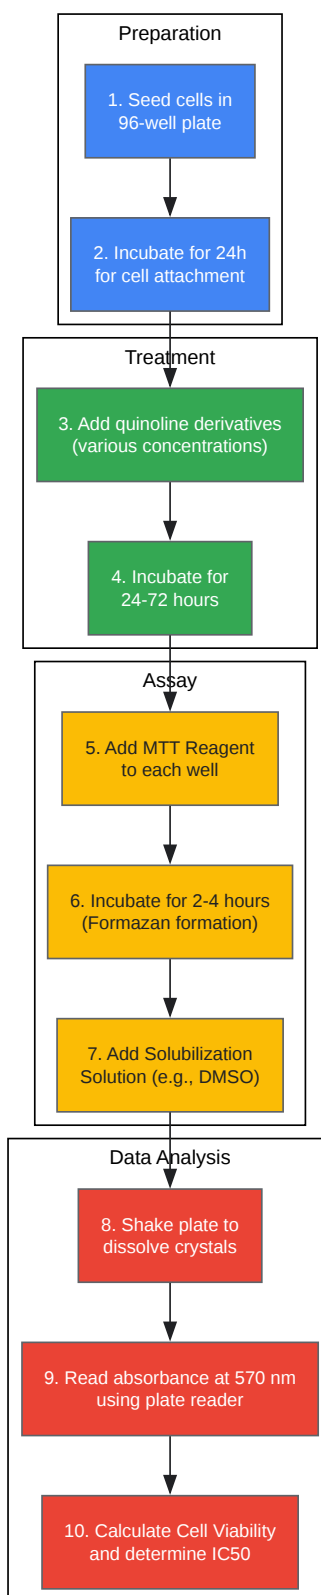 Preparation
1. Seed cells in
96-well plate
2. Incubate for 24h
for cell attachment
Treatment
3. Add quinoline derivatives
(various concentrations)
4. Incubate for
24-72 hours
Assay
5. Add MTT Reagent
to each well
6. Incubate for 2-4 hours
(Formazan formation)
7. Add Solubilization
Solution (e.g., DMSO)
Data Analysis
8. Shake plate to
dissolve crystals
9. Read absorbance at 570 nm
using plate reader
10. Calculate Cell Viability
and determine IC50